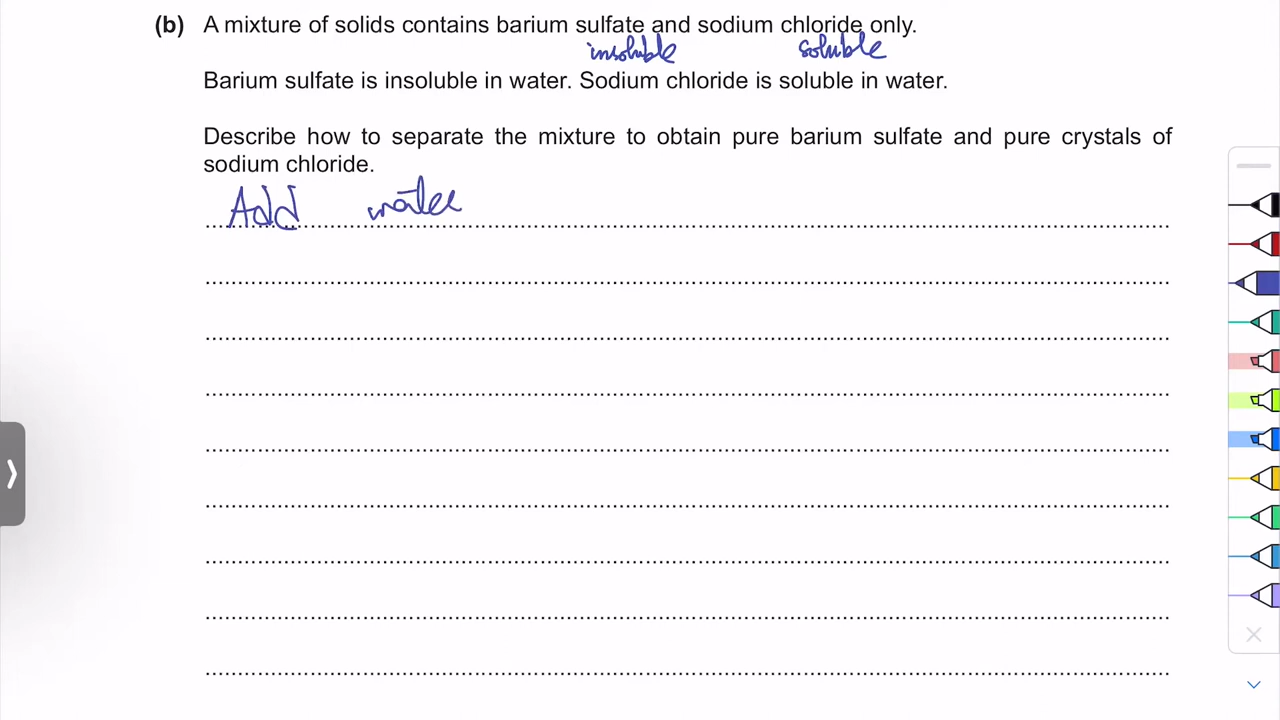 (b) A mixture of solids contains barium sulfate and sodium chloride only.
insoluble soluble
Barium sulfate is insoluble in water. Sodium chloride is soluble in water.
Describe how to separate the mixture to obtain pure barium sulfate and pure crystals of
sodium chloride.
Add water